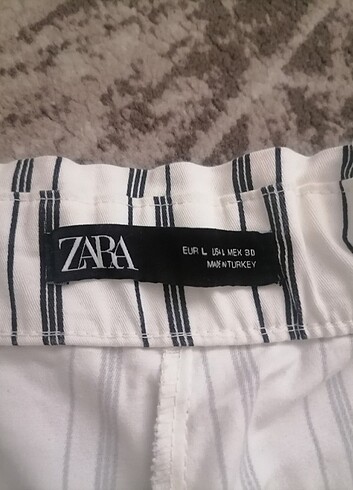 ZARA
EUR L USA L MEX 30
MADE IN TURKEY